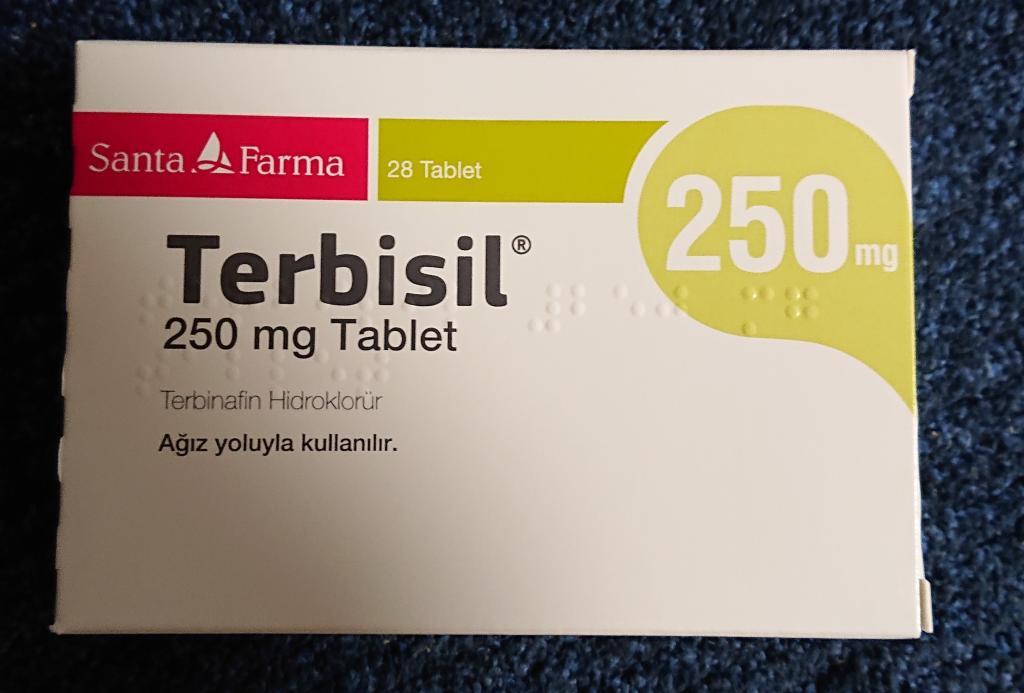 Santa Farma
28 Tablet
250 mg
Terbisil®
250 mg Tablet
Terbinafin Hidroklorür
Ağız yoluyla kullanılır.